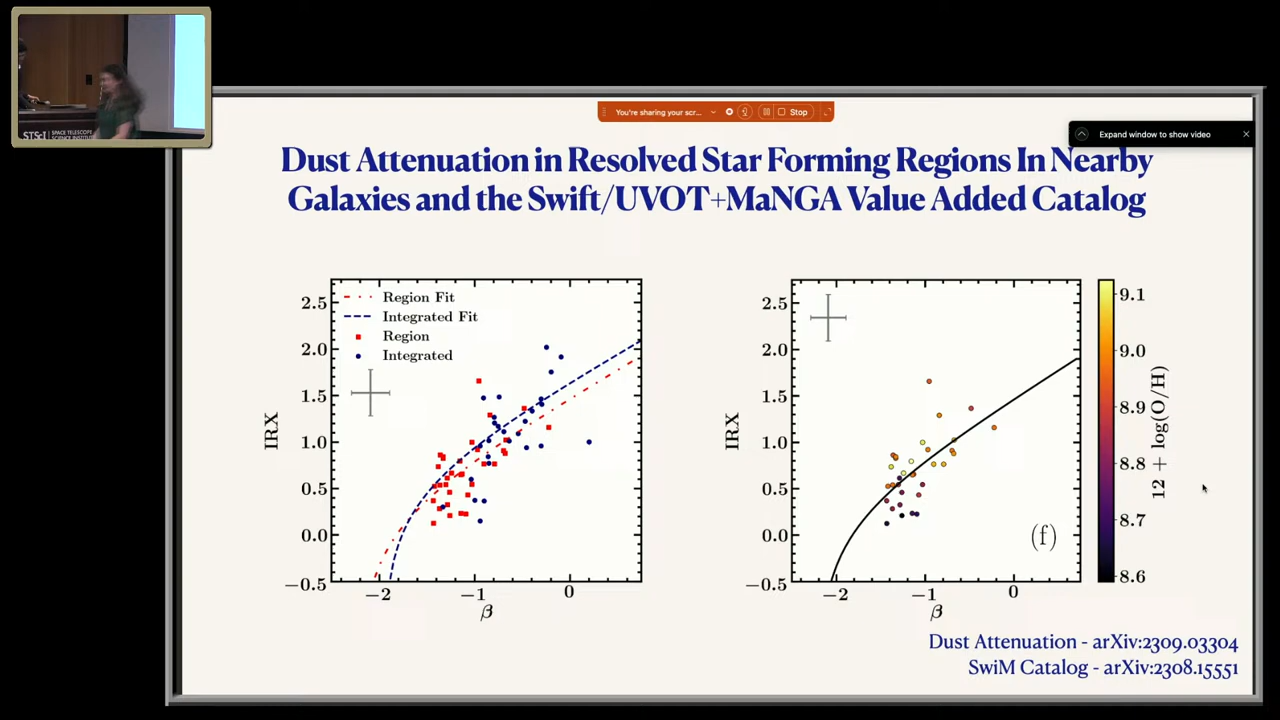 STScI | SPACE TELESCOPE SCIENCE INSTITUTE
You're sharing your scr...
Stop
Expand window to show video
Dust Attenuation in Resolved Star Forming Regions In Nearby
Galaxies and the Swift/UVOT+MaNGA Value Added Catalog
Region Fit
Integrated Fit
Region
Integrated
2.5
2.0
1.5
1.0
0.5
0.0
−0.5
IRX
−2
−1
0
β
2.5
2.0
1.5
1.0
0.5
0.0
−0.5
IRX
−2
−1
0
β
(f)
9.1
9.0
8.9
8.8
8.7
8.6
12 + log(O/H)
Dust Attenuation - arXiv:2309.03304
SwiM Catalog - arXiv:2308.15551